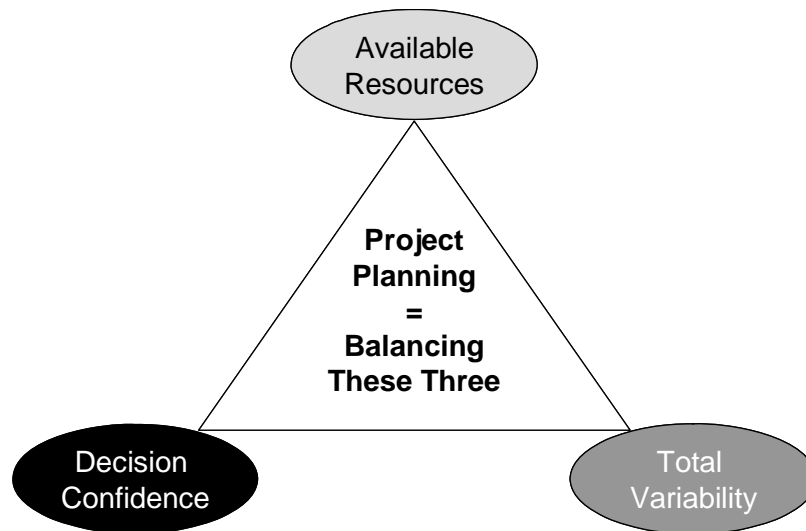 Available
Resources
Project
Planning
=
Balancing
These Three
Decision
Confidence
Total
Variability